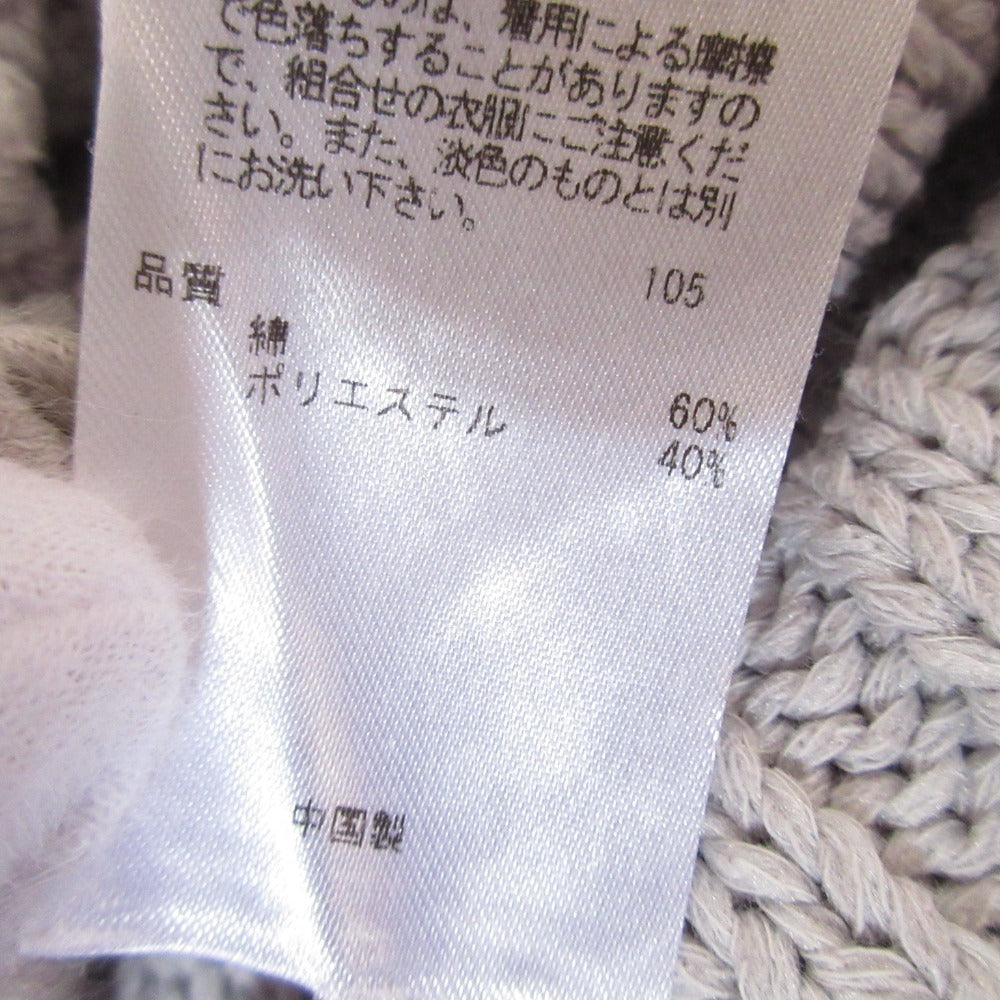 ものは、着用による摩擦
で色落ちすることがありますの
で、組合せの衣服にご注意くだ
さい。また、淡色のものとは別
にお洗い下さい。
品質 105
綿 60%
ポリエステル 40%
中国製